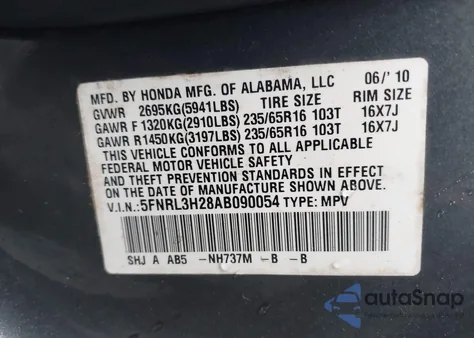 MFD. BY HONDA MFG. OF ALABAMA, LLC 06/'10
GVWR 2695KG(5941LBS) TIRE SIZE RIM SIZE
GAWR F 1320KG(2910LBS) 235/65R16 103T 16X7J
GAWR R 1450KG(3197LBS) 235/65R16 103T 16X7J
THIS VEHICLE CONFORMS TO ALL APPLICABLE
FEDERAL MOTOR VEHICLE SAFETY
AND THEFT PREVENTION STANDARDS IN EFFECT
ON THE DATE OF MANUFACTURE SHOWN ABOVE.
V.I.N.: 5FNRL3H28AB090054 TYPE: MPV
SHJ A AB5 -NH737M -B -B
autoSnap